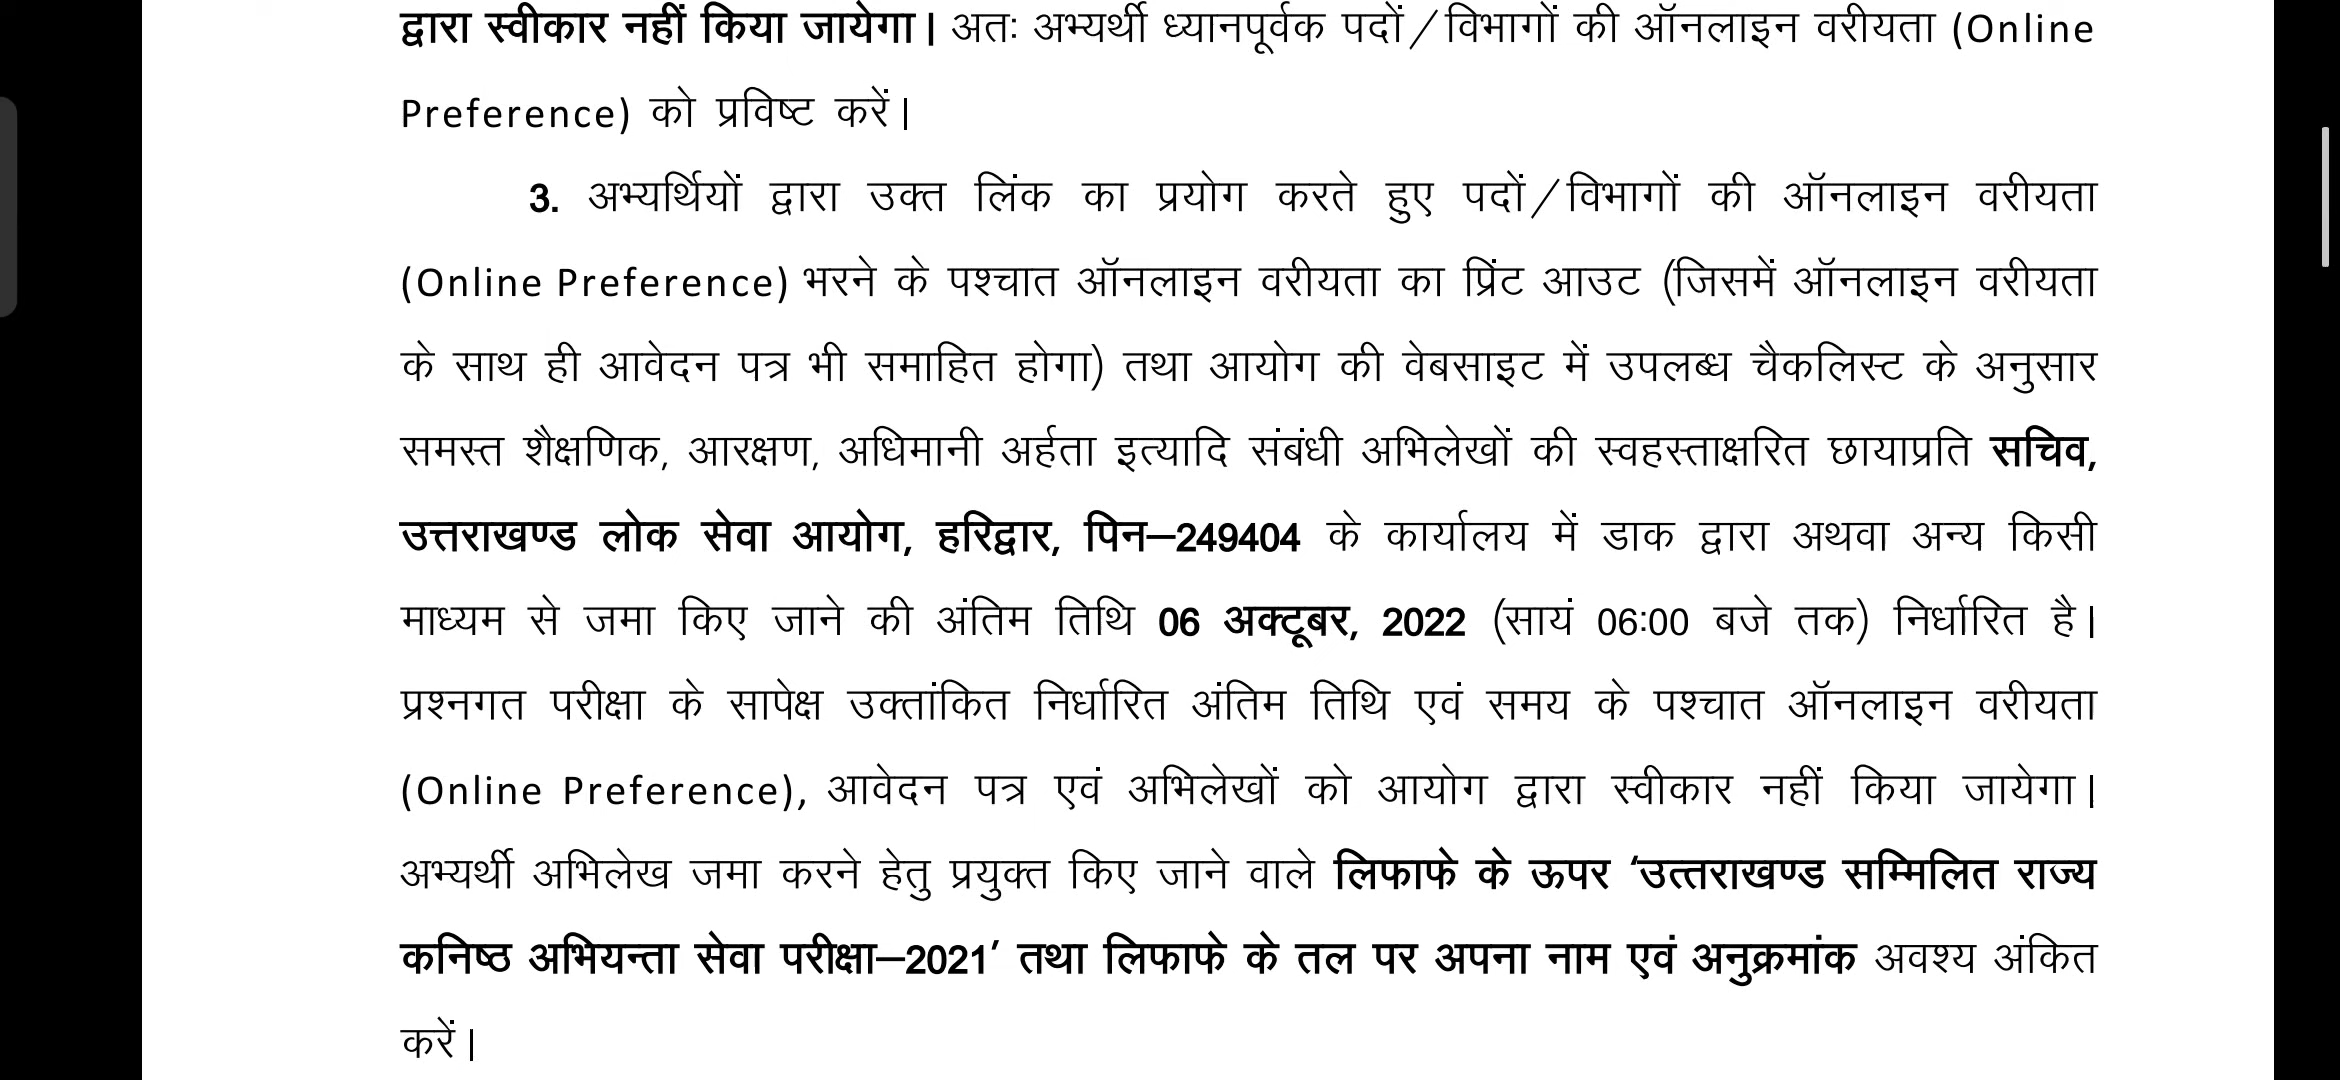 द्वारा स्वीकार नहीं किया जायेगा। अतः अभ्यर्थी ध्यानपूर्वक पदों/विभागों की ऑनलाइन वरीयता (Online
Preference) को प्रविष्ट करें।
3. अभ्यर्थियों द्वारा उक्त लिंक का प्रयोग करते हुए पदों/विभागों की ऑनलाइन वरीयता
(Online Preference) भरने के पश्चात ऑनलाइन वरीयता का प्रिंट आउट (जिसमें ऑनलाइन वरीयता
के साथ ही आवेदन पत्र भी समाहित होगा) तथा आयोग की वेबसाइट में उपलब्ध चैकलिस्ट के अनुसार
समस्त शैक्षणिक, आरक्षण, अधिमानी अर्हता इत्यादि संबंधी अभिलेखों की स्वहस्ताक्षरित छायाप्रति सचिव,
उत्तराखण्ड लोक सेवा आयोग, हरिद्वार, पिन–249404 के कार्यालय में डाक द्वारा अथवा अन्य किसी
माध्यम से जमा किए जाने की अंतिम तिथि 06 अक्टूबर, 2022 (सायं 06:00 बजे तक) निर्धारित है।
प्रश्नगत परीक्षा के सापेक्ष उक्तांकित निर्धारित अंतिम तिथि एवं समय के पश्चात ऑनलाइन वरीयता
(Online Preference), आवेदन पत्र एवं अभिलेखों को आयोग द्वारा स्वीकार नहीं किया जायेगा।
अभ्यर्थी अभिलेख जमा करने हेतु प्रयुक्त किए जाने वाले लिफाफे के ऊपर ‘उत्तराखण्ड सम्मिलित राज्य
कनिष्ठ अभियन्ता सेवा परीक्षा–2021’ तथा लिफाफे के तल पर अपना नाम एवं अनुक्रमांक अवश्य अंकित
करें।